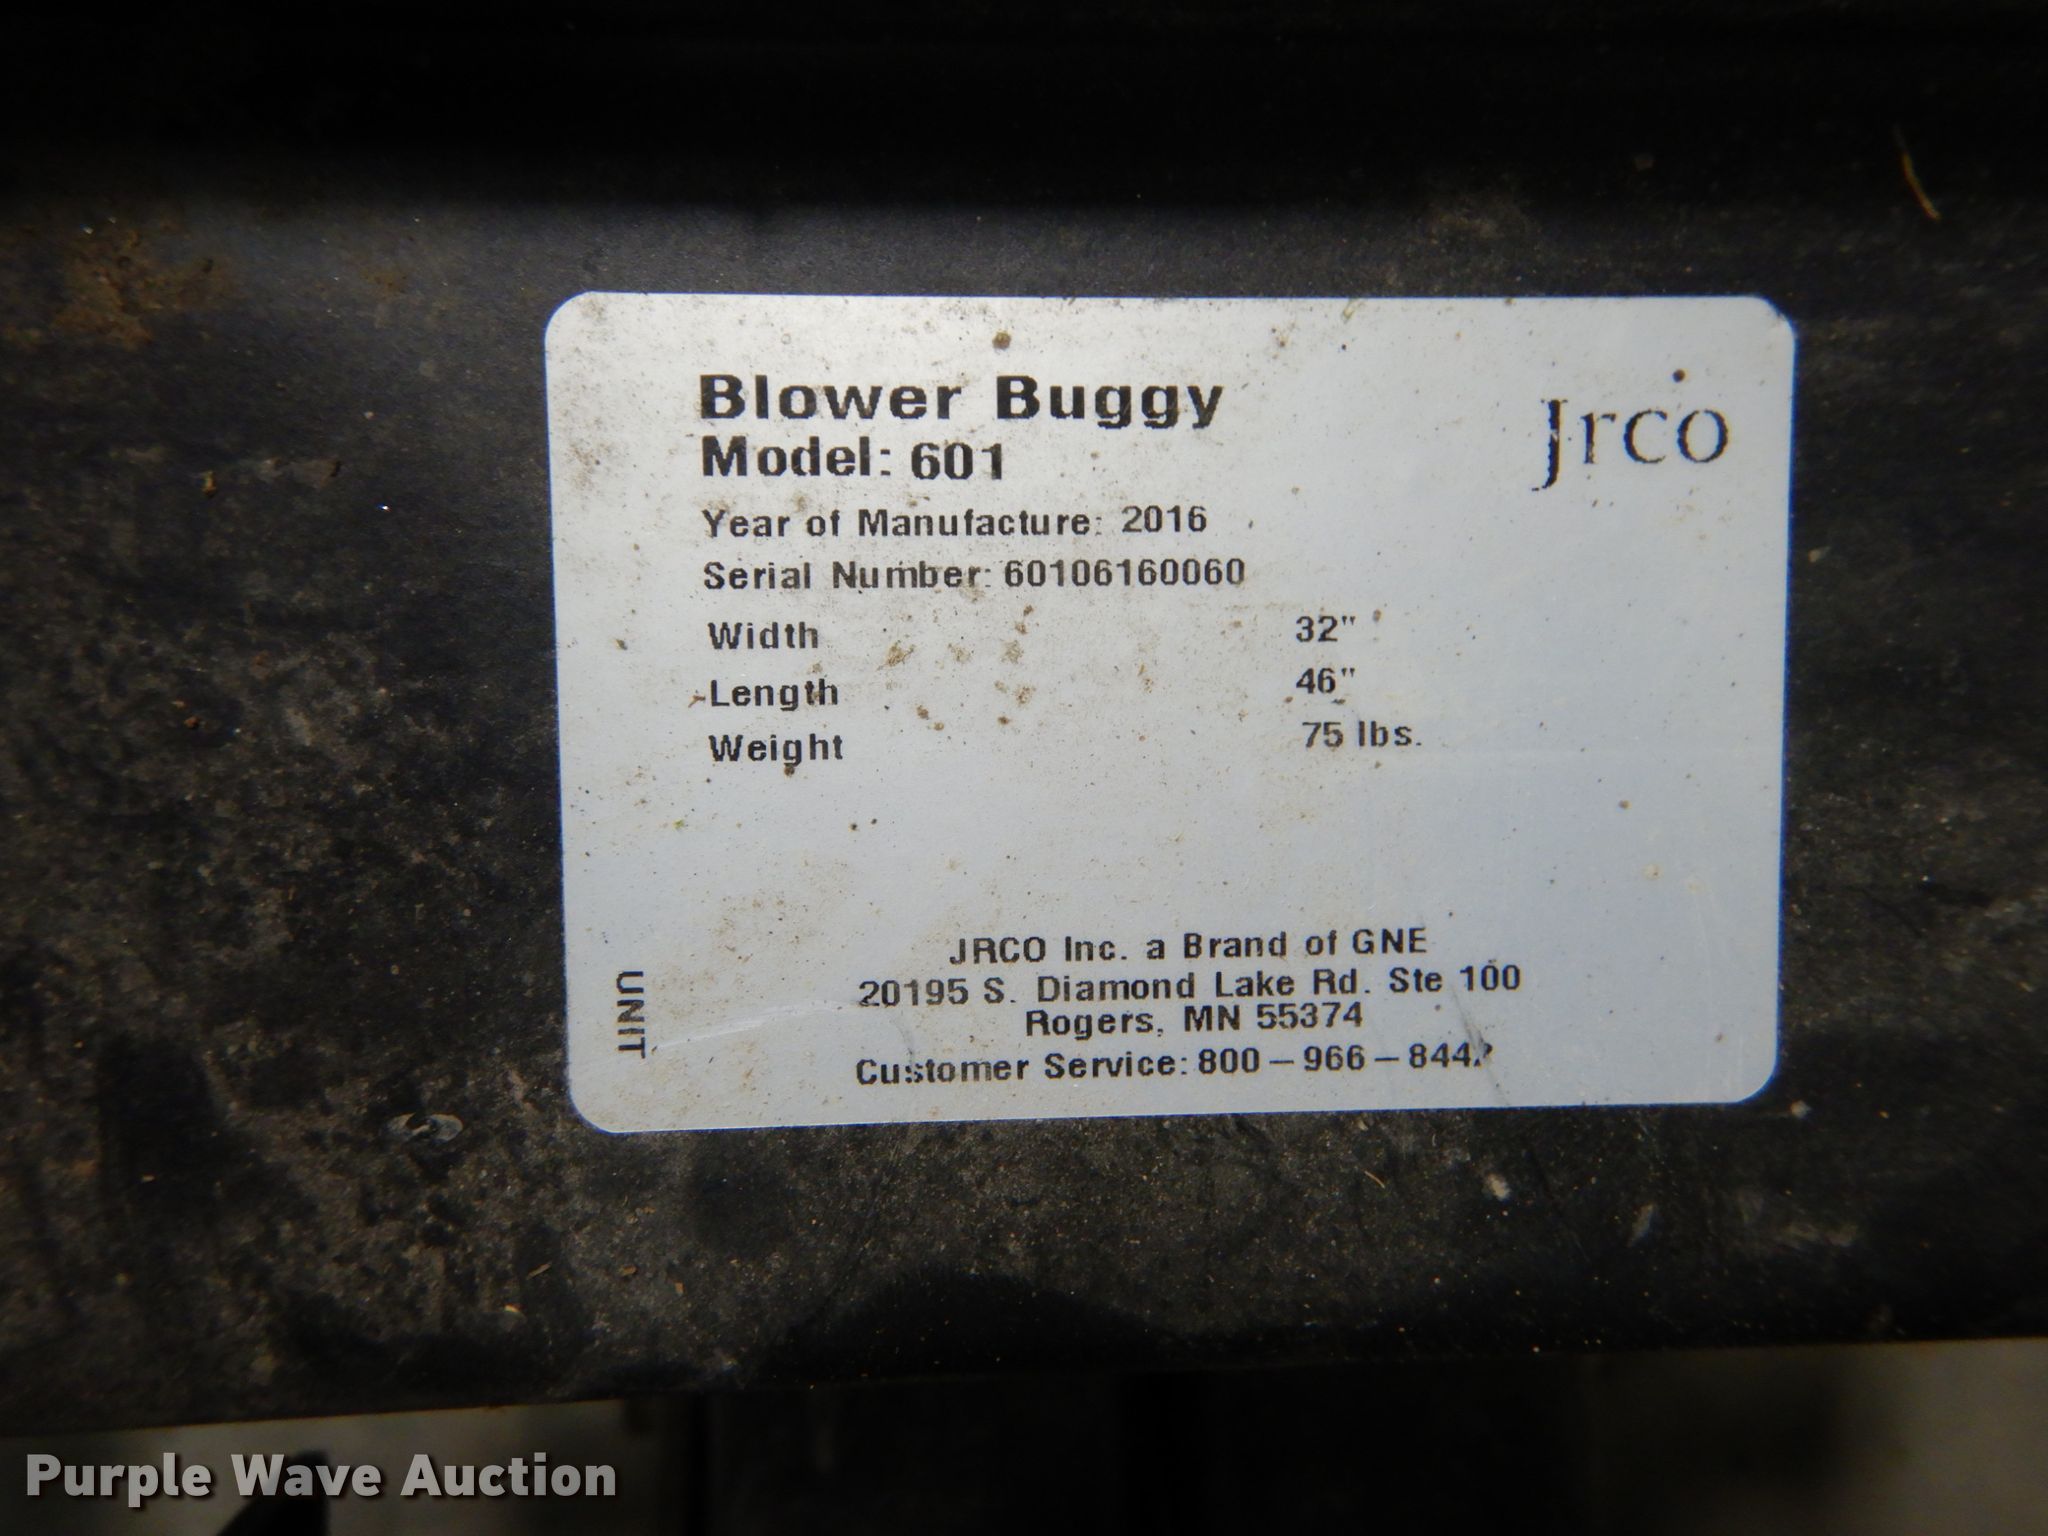 Blower Buggy
Jrco
Model: 601
Year of Manufacture: 2016
Serial Number: 60106160060
Width 32"
Length 46"
Weight 75 lbs.
JRCO Inc. a Brand of GNE
20195 S. Diamond Lake Rd. Ste 100
Rogers, MN 55374
Customer Service: 800-966-8442
UNIT
Purple Wave Auction